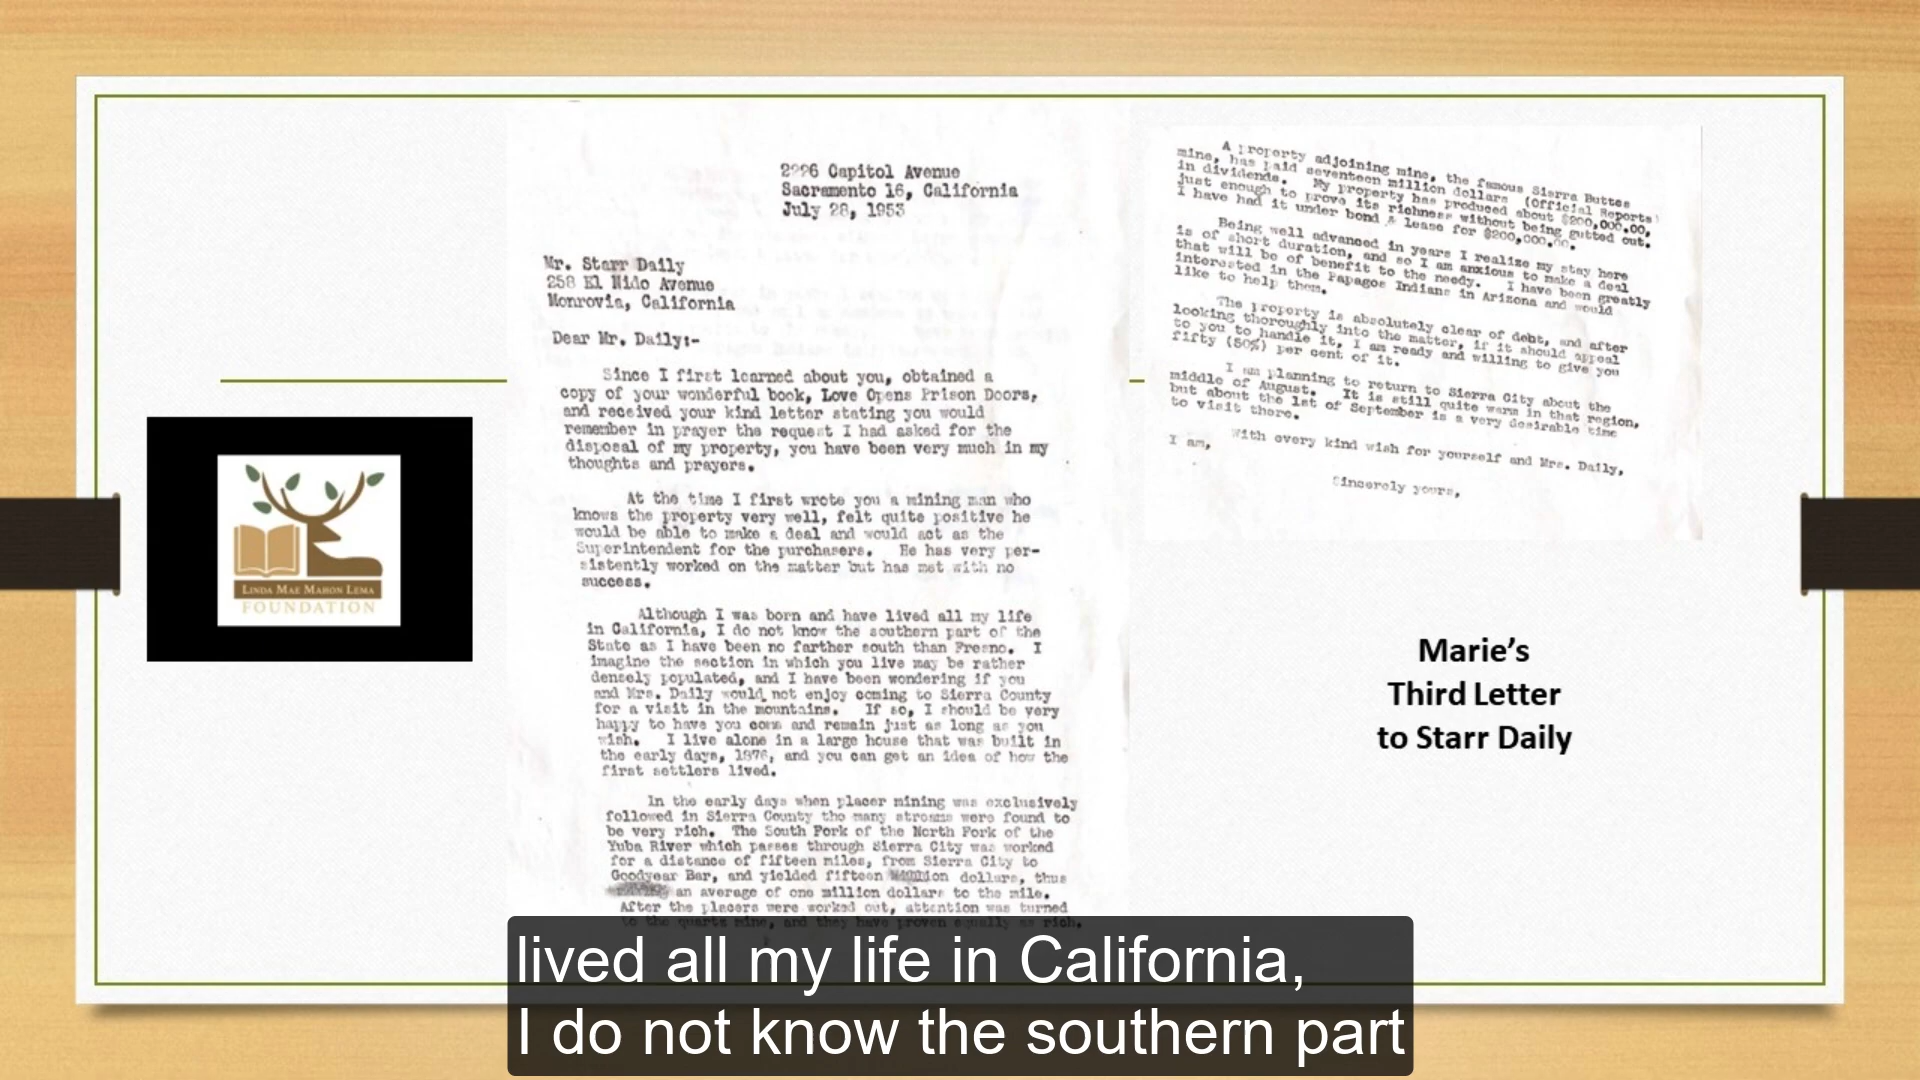 2226 Capitol Avenue
Sacramento 16, California
July 28, 1953
Mr. Starr Daily
258 El Nido Avenue
Monrovia, California
Dear Mr. Daily:-
Since I first learned about you, obtained a
copy of your wonderful book, Love Opens Prison Doors,
and received your kind letter stating you would
remember in prayer the request I had asked for the
disposal of my property, you have been very much in my
thoughts and prayers.
At the time I first wrote you a mining man who
knows the property very well, felt quite positive he
would be able to make a deal and would act as the
Superintendent for the purchasers. He has very per-
sistently worked on the matter but has met with no
success.
Although I was born and have lived all my life
in California, I do not know the southern part of the
State as I have been no farther south than Fresno. I
imagine the section in which you live may be rather
densely populated, and I have been wondering if you
and Mrs. Daily would not enjoy coming to Sierra County
for a visit in the mountains. If so, I should be very
happy to have you come and remain just as long as you
wish. I live alone in a large house that was built in
the early days, 1876, and you can get an idea of how the
first settlers lived.
In the early days when placer mining was exclusively
followed in Sierra County the many streams were found to
be very rich. The South Fork of the North Fork of the
Yuba River which passes through Sierra City was worked
for a distance of fifteen miles, from Sierra City to
Goodyear Bar, and yielded fifteen million dollars, thus
an average of one million dollars to the mile.
After the placers were worked out, attention was turned
to the quartz mine, and they have proven equally as rich.
A property adjoining mine, the famous Sierra Buttes
mine, has paid seventeen million dollars (Official Reports)
in dividends. My property has produced about $200,000.00,
just enough to prove its richness without being gutted out.
I have had it under bond & lease for $200,000.00.
Being well advanced in years I realize my stay here
is of short duration, and so I am anxious to make a deal
that will be of benefit to the needy. I have been greatly
interested in the Papagos Indians in Arizona and would
like to help them.
The property is absolutely clear of debt, and after
looking thoroughly into the matter, if it should appeal
to you to handle it, I am ready and willing to give you
fifty (50%) per cent of it.
I am planning to return to Sierra City about the
middle of August. It is still quite warm in that region,
but about the 1st of September is a very desirable time
to visit there.
With every kind wish for yourself and Mrs. Daily,
I am,
Sincerely yours,
LINDA MAE MAHON LEMA
FOUNDATION
Marie's
Third Letter
to Starr Daily
lived all my life in California,
I do not know the southern part